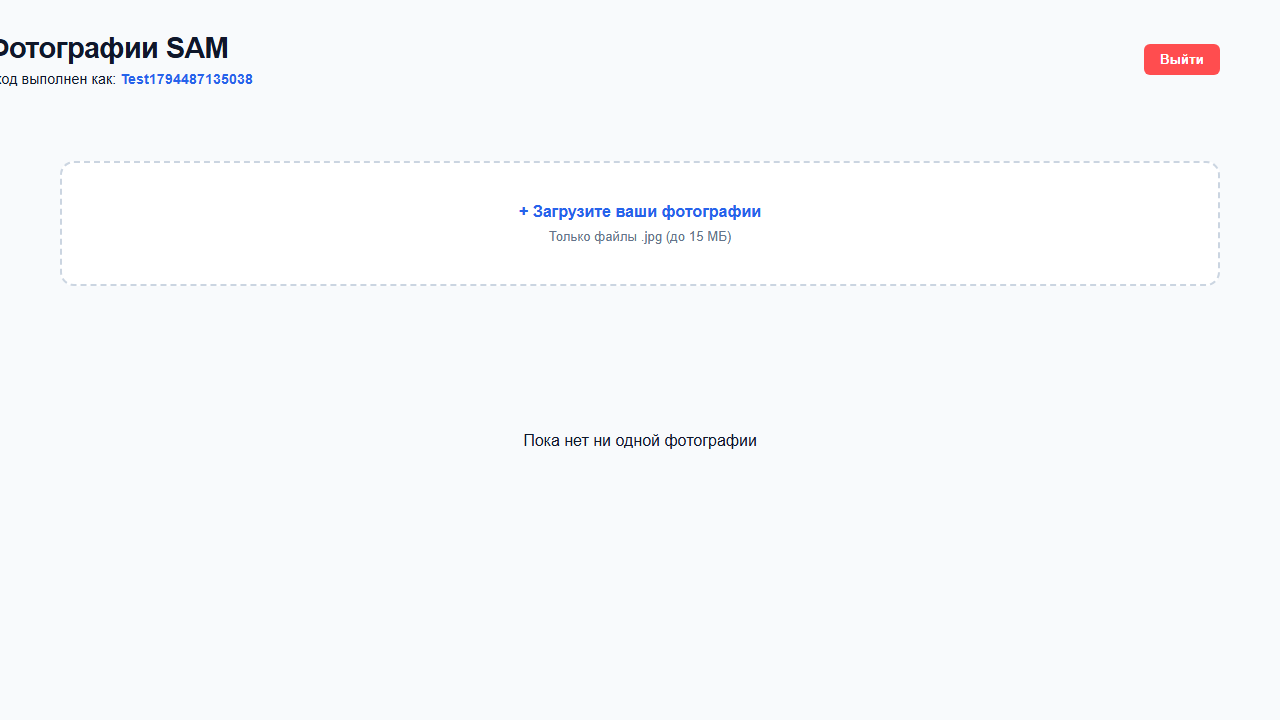 Фотографии SAM
ход выполнен как: Test1794487135038
Выйти
+ Загрузите ваши фотографии
Только файлы .jpg (до 15 МБ)
Пока нет ни одной фотографии